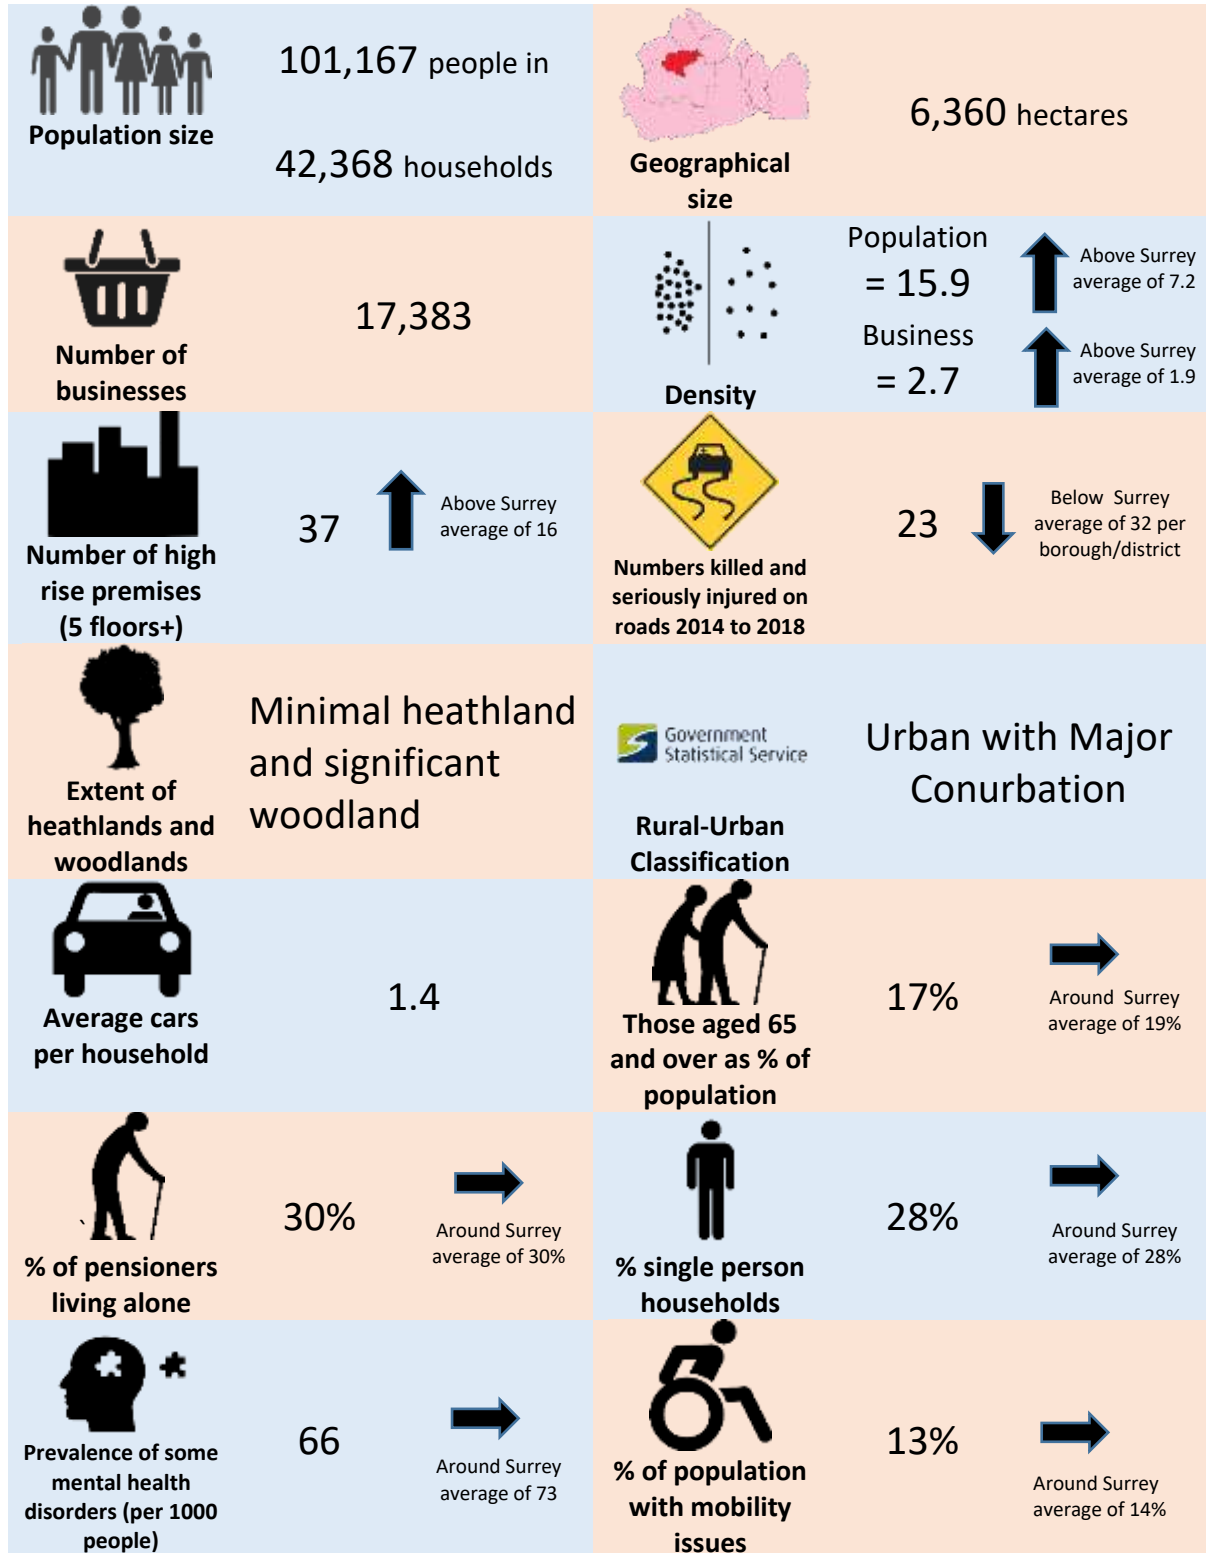 Population size
101,167 people in
42,368 households
Geographical
size
6,360 hectares
Number of
businesses
17,383
Density
Population
= 15.9
Above Surrey
average of 7.2
Business
= 2.7
Above Surrey
average of 1.9
Number of high
rise premises
(5 floors+)
37
Above Surrey
average of 16
Numbers killed and
seriously injured on
roads 2014 to 2018
23
Below Surrey
average of 32 per
borough/district
Extent of
heathlands and
woodlands
Minimal heathland
and significant
woodland
Government
Statistical Service
Rural-Urban
Classification
Urban with Major
Conurbation
Average cars
per household
1.4
Those aged 65
and over as % of
population
17%
Around Surrey
average of 19%
`
% of pensioners
living alone
30%
Around Surrey
average of 30%
% single person
households
28%
Around Surrey
average of 28%
Prevalence of some
mental health
disorders (per 1000
people)
66
Around Surrey
average of 73
% of population
with mobility
issues
13%
Around Surrey
average of 14%